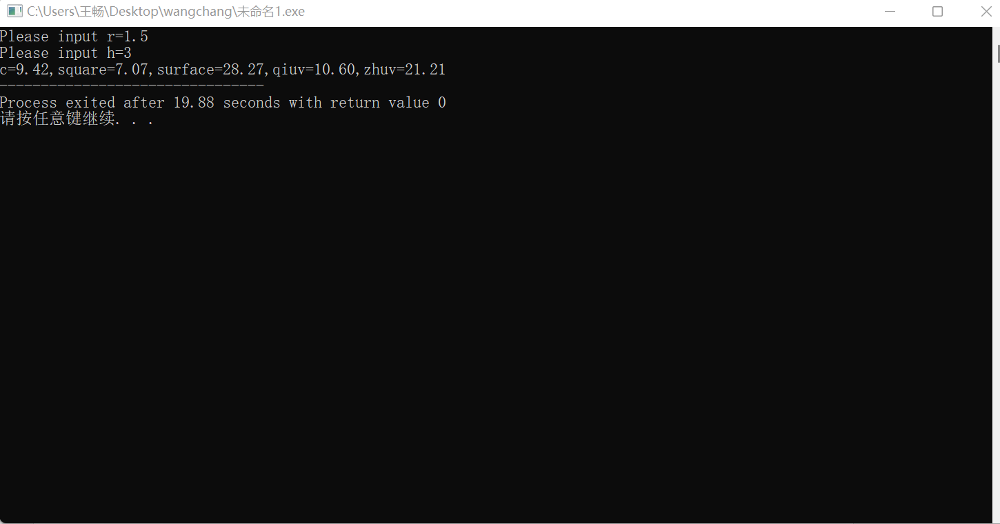 C:\Users\王畅\Desktop\wangchang\未命名1.exe
Please input r=1.5
Please input h=3
c=9.42,square=7.07,surface=28.27,qiuv=10.60,zhuv=21.21
--------------------------------
Process exited after 19.88 seconds with return value 0
请按任意键继续. . .